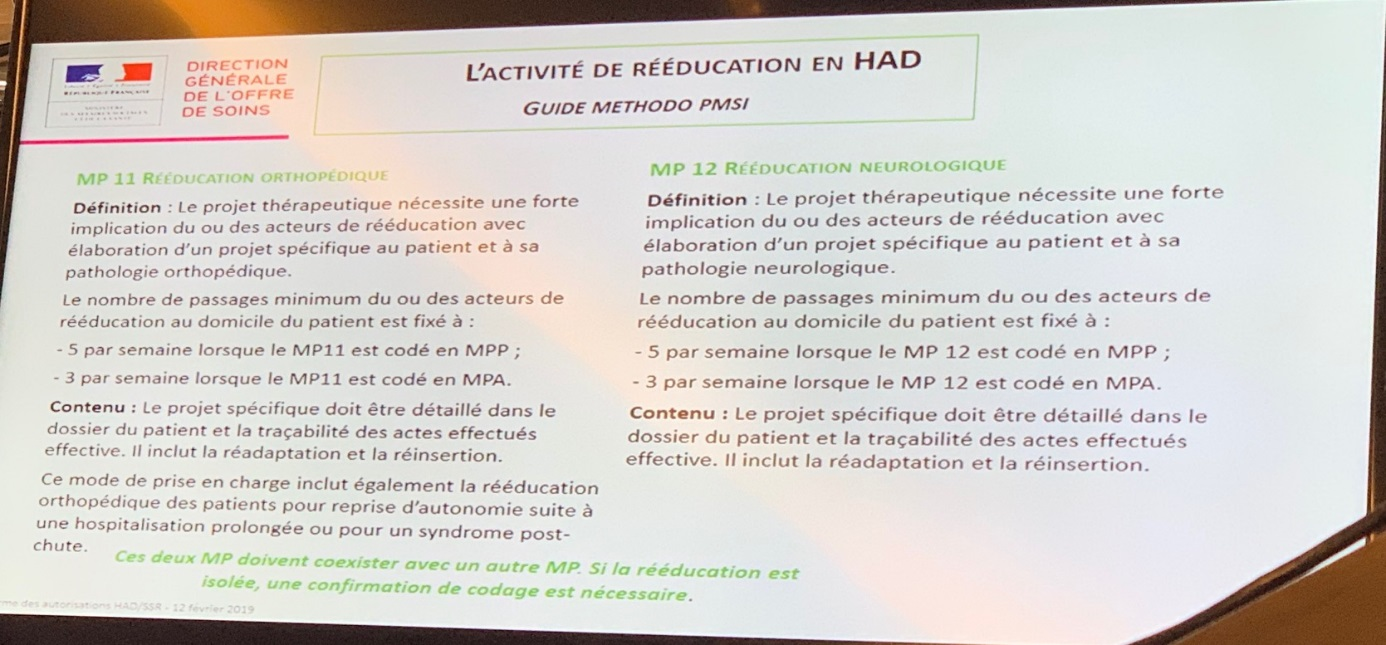 DIRECTION
GÉNÉRALE
DE L'OFFRE
DE SOINS
RÉPUBLIQUE FRANÇAISE
L'ACTIVITÉ DE RÉÉDUCATION EN HAD
GUIDE METHODO PMSI
MP 11 RÉÉDUCATION ORTHOPÉDIQUE
Définition : Le projet thérapeutique nécessite une forte
implication du ou des acteurs de rééducation avec
élaboration d'un projet spécifique au patient et à sa
pathologie orthopédique.
Le nombre de passages minimum du ou des acteurs de
rééducation au domicile du patient est fixé à :
- 5 par semaine lorsque le MP11 est codé en MPP ;
- 3 par semaine lorsque le MP11 est codé en MPA.
Contenu : Le projet spécifique doit être détaillé dans le
dossier du patient et la traçabilité des actes effectués
effective. Il inclut la réadaptation et la réinsertion.
Ce mode de prise en charge inclut également la rééducation
orthopédique des patients pour reprise d'autonomie suite à
une hospitalisation prolongée ou pour un syndrome post-
chute.
MP 12 RÉÉDUCATION NEUROLOGIQUE
Définition : Le projet thérapeutique nécessite une forte
implication du ou des acteurs de rééducation avec
élaboration d'un projet spécifique au patient et à sa
pathologie neurologique.
Le nombre de passages minimum du ou des acteurs de
rééducation au domicile du patient est fixé à :
- 5 par semaine lorsque le MP 12 est codé en MPP ;
- 3 par semaine lorsque le MP 12 est codé en MPA.
Contenu : Le projet spécifique doit être détaillé dans le
dossier du patient et la traçabilité des actes effectués
effective. Il inclut la réadaptation et la réinsertion.
Ces deux MP doivent coexister avec un autre MP. Si la rééducation est
isolée, une confirmation de codage est nécessaire.
des autorisations HAD/SSR - 12 février 2019